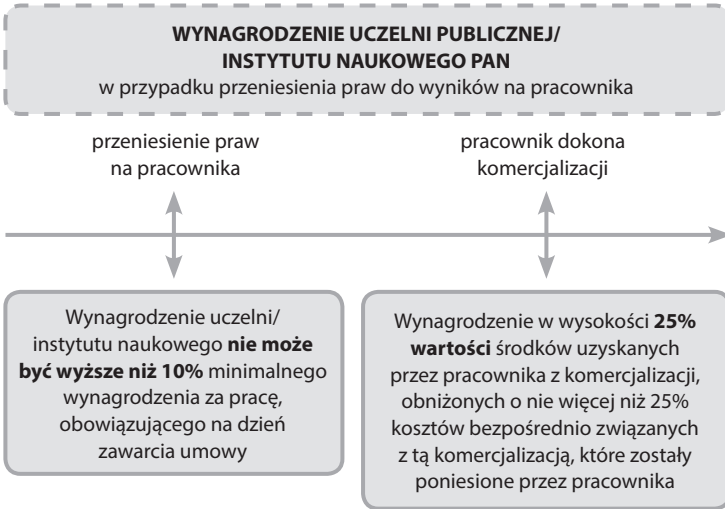 WYNAGRODZENIE UCZELNI PUBLICZNEJ/
INSTYTUTU NAUKOWEGO PAN
w przypadku przeniesienia praw do wyników na pracownika
przeniesienie praw
na pracownika
pracownik dokona
komercjalizacji
Wynagrodzenie uczelni/
instytutu naukowego nie może
być wyższe niż 10% minimalnego
wynagrodzenia za pracę,
obowiązującego na dzień
zawarcia umowy
Wynagrodzenie w wysokości 25%
wartości środków uzyskanych
przez pracownika z komercjalizacji,
obniżonych o nie więcej niż 25%
kosztów bezpośrednio związanych
z tą komercjalizacją, które zostały
poniesione przez pracownika